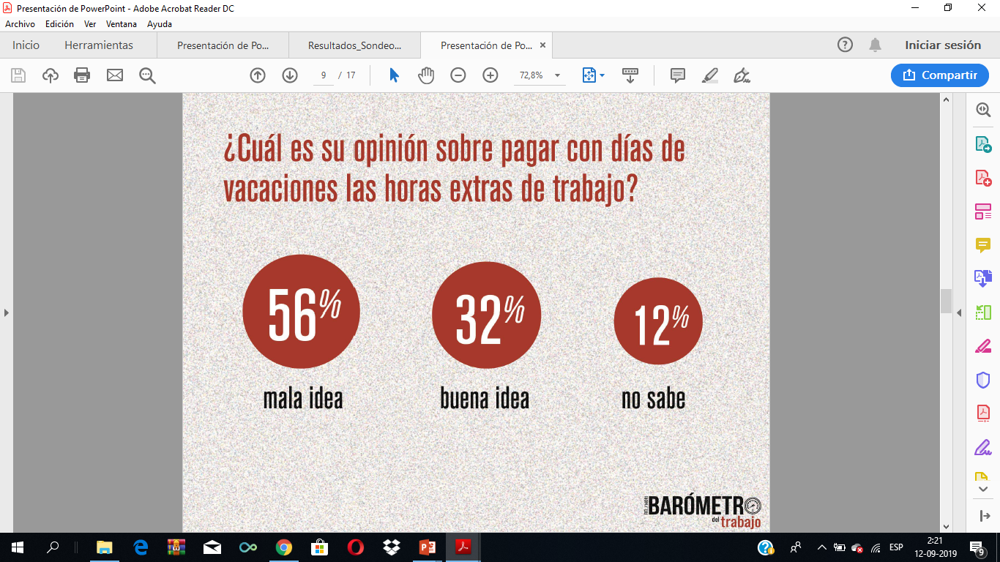 Presentación de PowerPoint - Adobe Acrobat Reader DC
Archivo Edición Ver Ventana Ayuda
Inicio Herramientas Presentación de Po... Resultados_Sondeo... Presentación de Po... × Iniciar sesión
9 / 17 72,8% Compartir
¿Cuál es su opinión sobre pagar con días de
vacaciones las horas extras de trabajo?
56% 32% 12%
mala idea buena idea no sabe
BARÓMETRO
del trabajo
ESP 2:21
12-09-2019 9